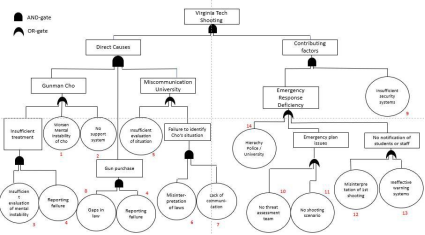 Virginia Tech
Shooting
AND-gate
OR-gate
Direct Causes
Contributing
factors
Gunman Cho
Miscommunication
University
Emergency
Response
Deficiency
Insufficient
security
systems
9
Insufficient
treatment
Mental
instability
of Cho
1
No
support
system
2
Insufficient
evaluation
of situation
5
Failure to identify
Cho's situation
14
Hierachy
Police /
University
Emergency plan
issues
No notification of
students or staff
Gun purchase
Insufficien
t
evaluation
of mental
instability
3
Reporting
failure
4
8
Gaps in
law
4
Reporting
failure
Misinter-
pretation
of laws
6
Lack of
communi-
cation
7
10
No threat
assessment
team
11
No shooting
scenario
Misinterpre
tation of 1st
shooting
12
Ineffective
warning
systems
13